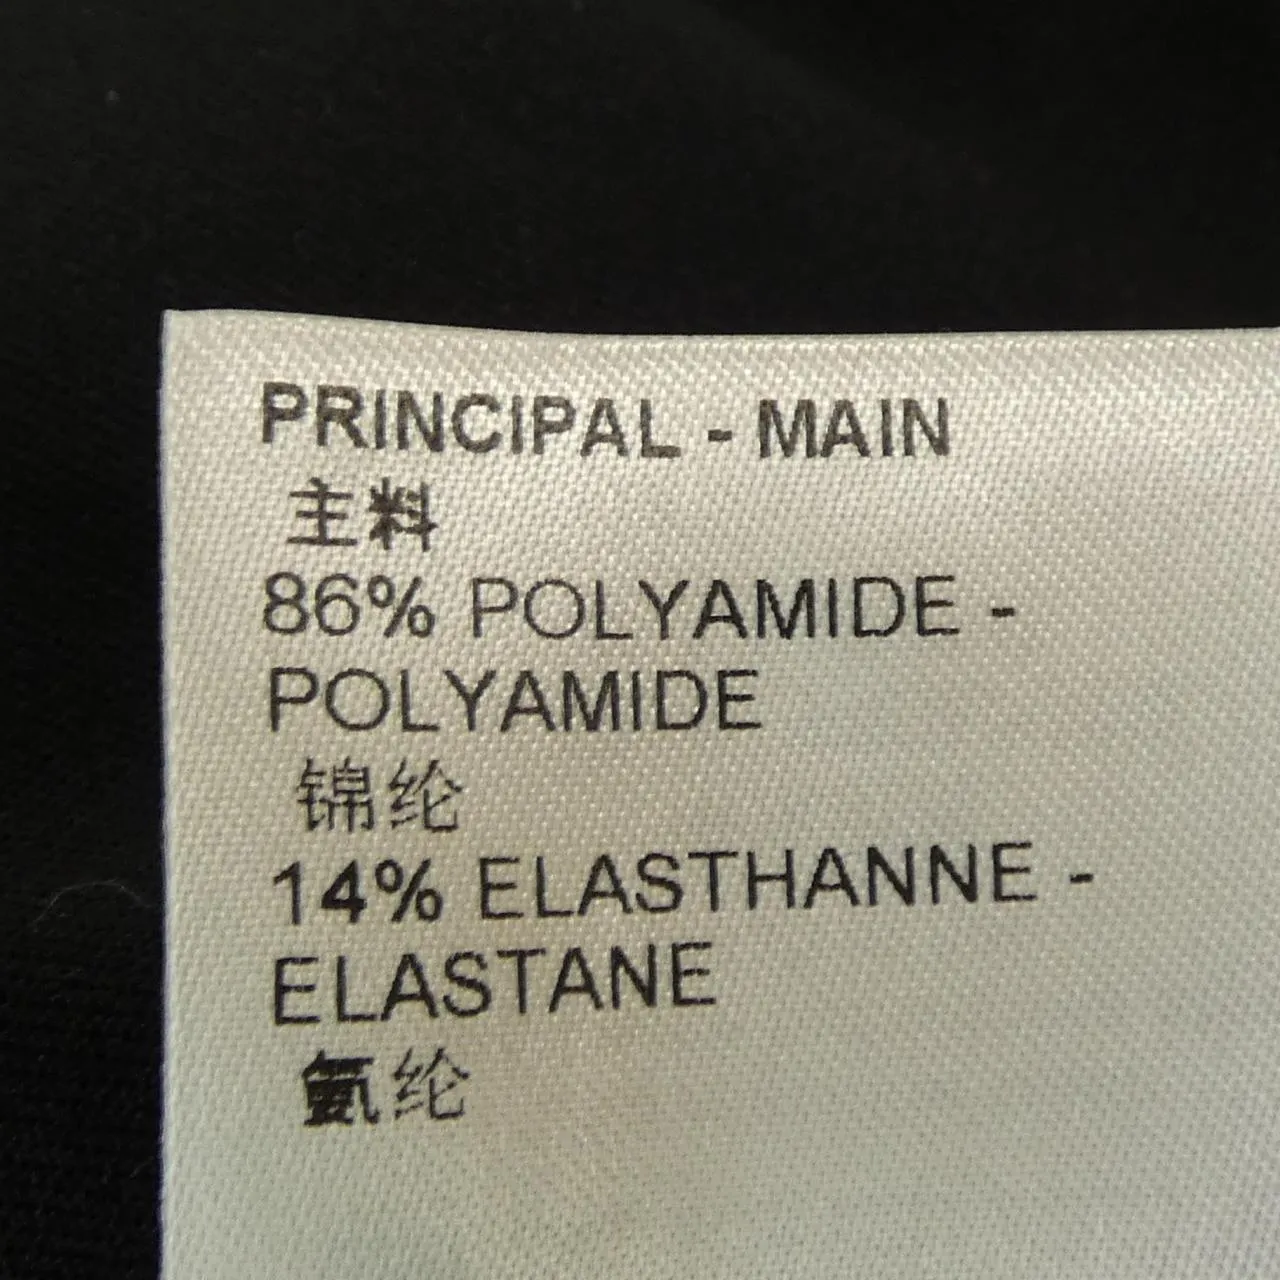 PRINCIPAL - MAIN
主料
86% POLYAMIDE -
POLYAMIDE
锦纶
14% ELASTHANNE -
ELASTANE
氨纶